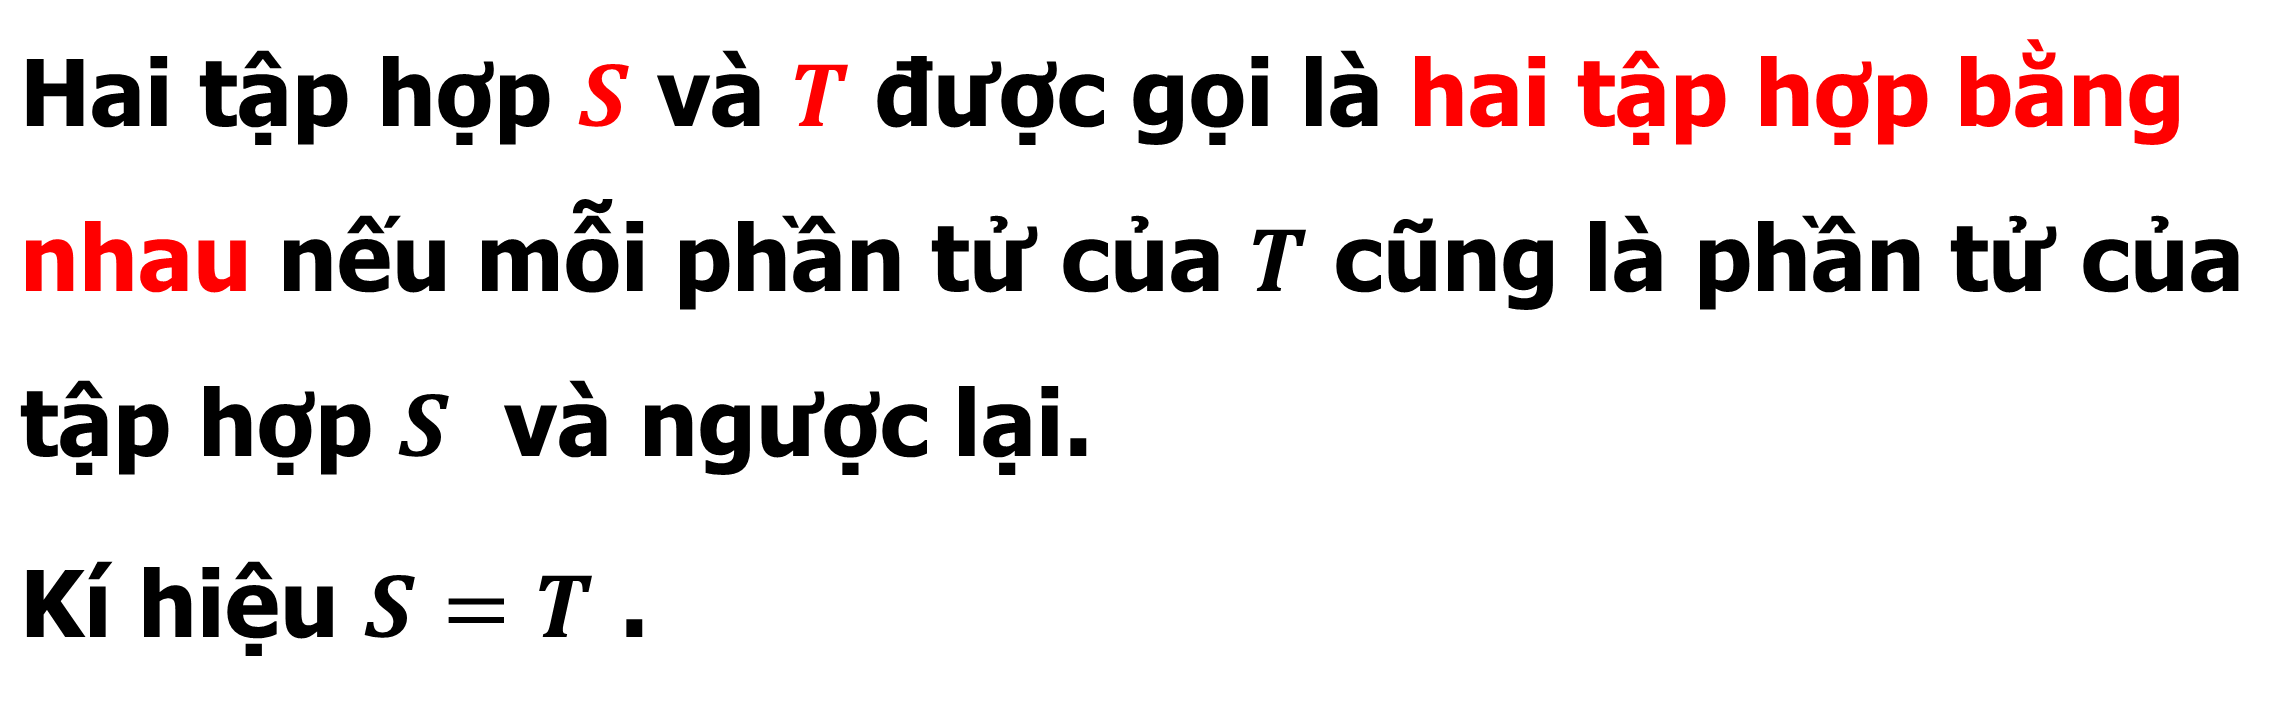 Hai tập hợp S và T được gọi là hai tập hợp bằng
nhau nếu mỗi phần tử của T cũng là phần tử của
tập hợp S và ngược lại.
Kí hiệu S = T .